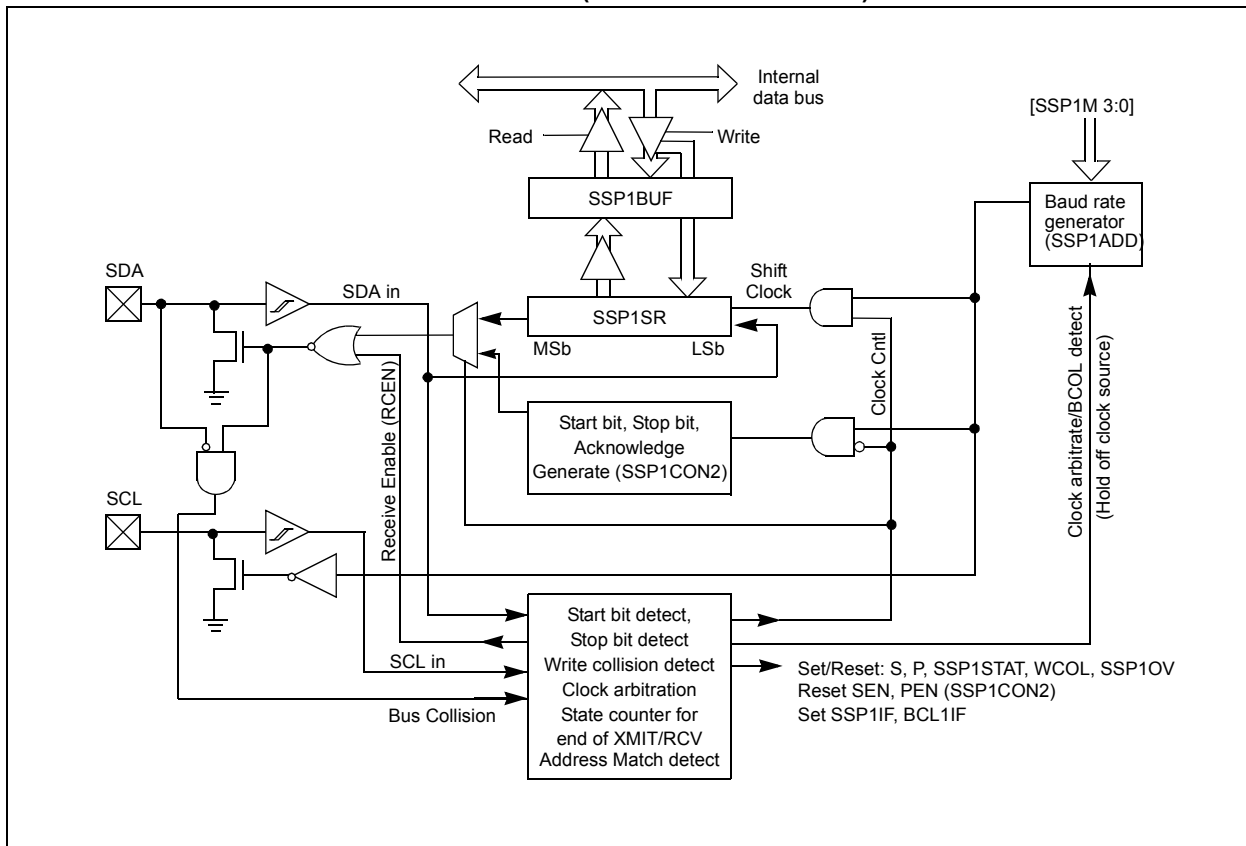 Internal
data bus
[SSP1M 3:0]
Read
Write
SSP1BUF
Baud rate
generator
(SSP1ADD)
SDA
SDA in
Shift
Clock
SSP1SR
MSb
LSb
Clock Cntl
Receive Enable (RCEN)
Start bit, Stop bit,
Acknowledge
Generate (SSP1CON2)
Clock arbitrate/BCOL detect
(Hold off clock source)
SCL
SCL in
Bus Collision
Start bit detect,
Stop bit detect
Write collision detect
Clock arbitration
State counter for
end of XMIT/RCV
Address Match detect
Set/Reset: S, P, SSP1STAT, WCOL, SSP1OV
Reset SEN, PEN (SSP1CON2)
Set SSP1IF, BCL1IF